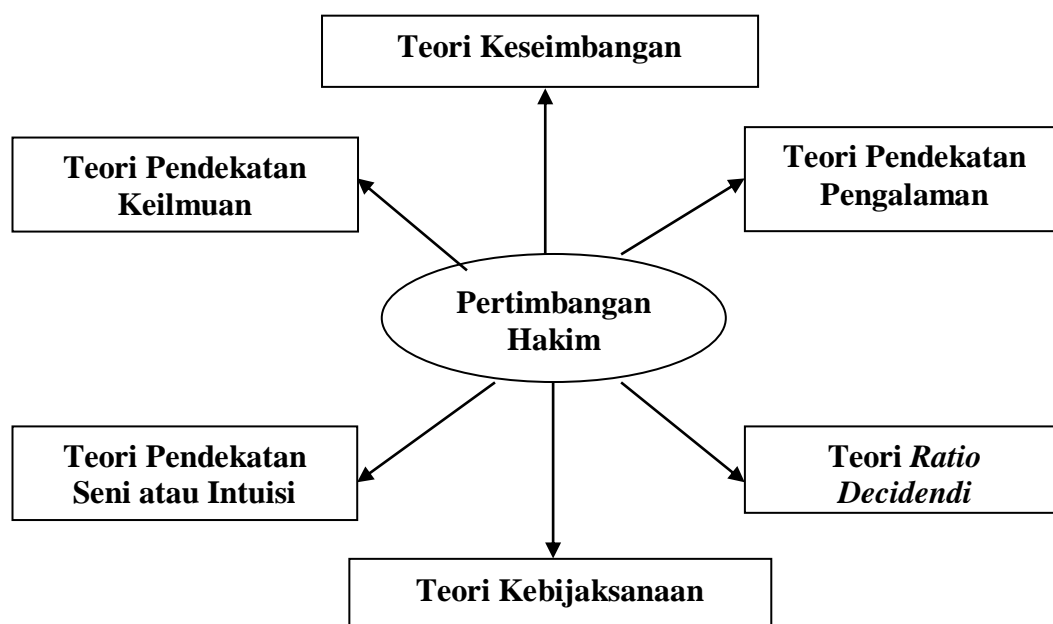 Teori Keseimbangan
Teori Pendekatan
Keilmuan
Teori Pendekatan
Pengalaman
Pertimbangan
Hakim
Teori Pendekatan
Seni atau Intuisi
Teori Ratio
Decidendi
Teori Kebijaksanaan